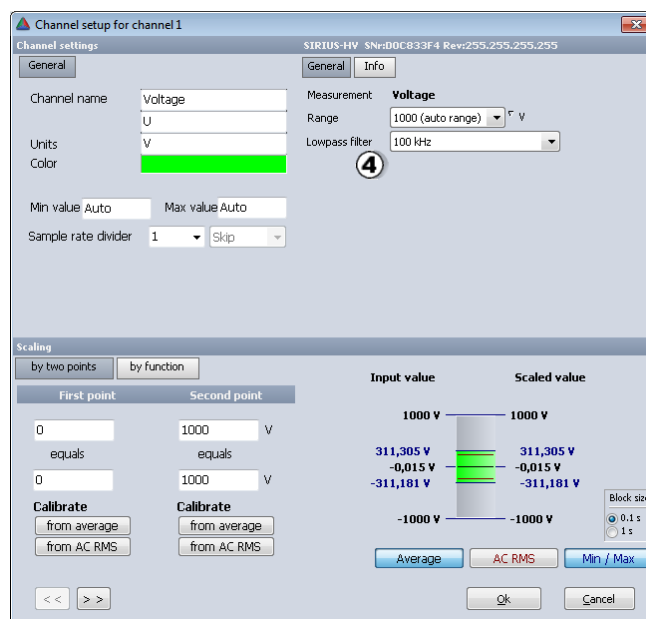 Channel setup for channel 1
Channel settings
General
Channel name
Voltage
U
Units
V
Color
Min value
Auto
Max value
Auto
Sample rate divider
1
Skip
SIRIUS-HV SNr:D0C833F4 Rev:255.255.255.255
General
Info
Measurement
Voltage
Range
1000 (auto range)
V
Lowpass filter
100 kHz
4
Scaling
by two points
by function
First point
Second point
0
1000
V
equals
equals
0
1000
V
Calibrate
Calibrate
from average
from average
from AC RMS
from AC RMS
<<
>>
Input value
Scaled value
1000 V
1000 V
311,305 V
311,305 V
-0,015 V
-0,015 V
-311,181 V
-311,181 V
-1000 V
-1000 V
Block size
0.1 s
1 s
Average
AC RMS
Min / Max
Ok
Cancel